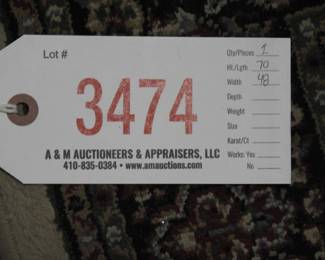 Lot #
3474
A & M AUCTIONEERS & APPRAISERS, LLC
410-835-0384 • www.amauctions.com
Qty/Pieces 1
Ht./Lgth 70
Width 48
Depth
Weight
Size
Karat/Ct
Works: Yes
No